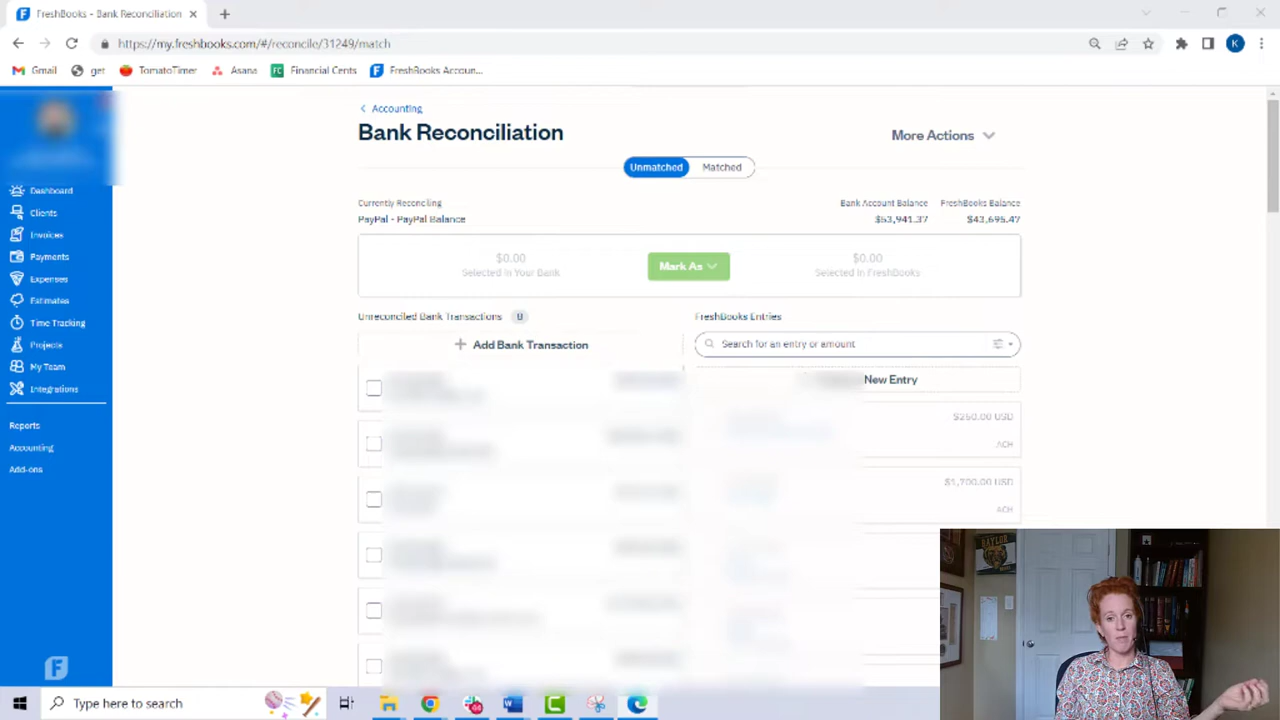 FreshBooks - Bank Reconciliation
https://my.freshbooks.com/#/reconcile/31249/match
K
Gmail
get
TomatoTimer
Asana
Financial Cents
FreshBooks Accoun...
Accounting
Bank Reconciliation
More Actions
Unmatched
Matched
Currently Reconciling
Bank Account Balance
FreshBooks Balance
PayPal - PayPal Balance
$53,941.37
$43,695.47
$0.00
Selected in Your Bank
Mark As
$0.00
Selected in FreshBooks
Unreconciled Bank Transactions
FreshBooks Entries
Add Bank Transaction
Search for an entry or amount
New Entry
$250.00 USD
ACH
$1,700.00 USD
ACH
Dashboard
Clients
Invoices
Payments
Expenses
Estimates
Time Tracking
Projects
My Team
Integrations
Reports
Accounting
Add-ons
BAYLOR
Type here to search